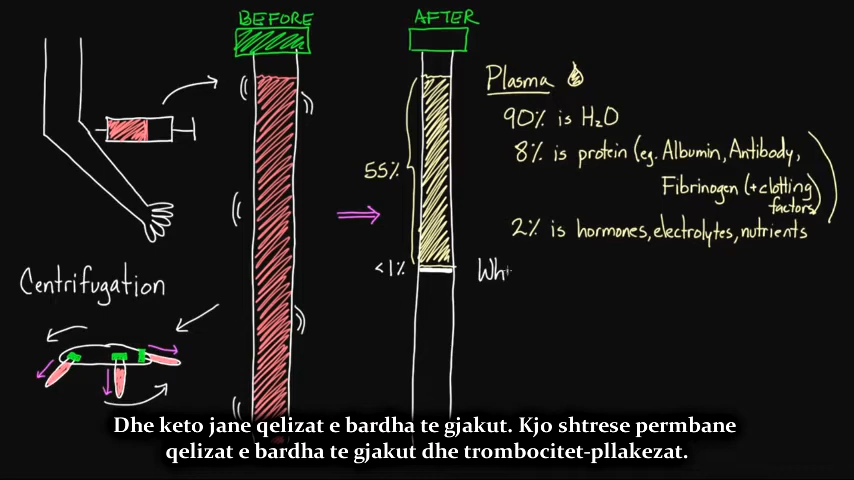 BEFORE
AFTER
Plasma
90% is H₂O
8% is protein (eg. Albumin, Antibody,
Fibrinogen (+clotting
factors)
55%
2% is hormones, electrolytes, nutrients
<1%
Wh
Centrifugation
Dhe keto jane qelizat e bardha te gjakut. Kjo shtrese permbane
qelizat e bardha te gjakut dhe trombocitet-pllakezat.